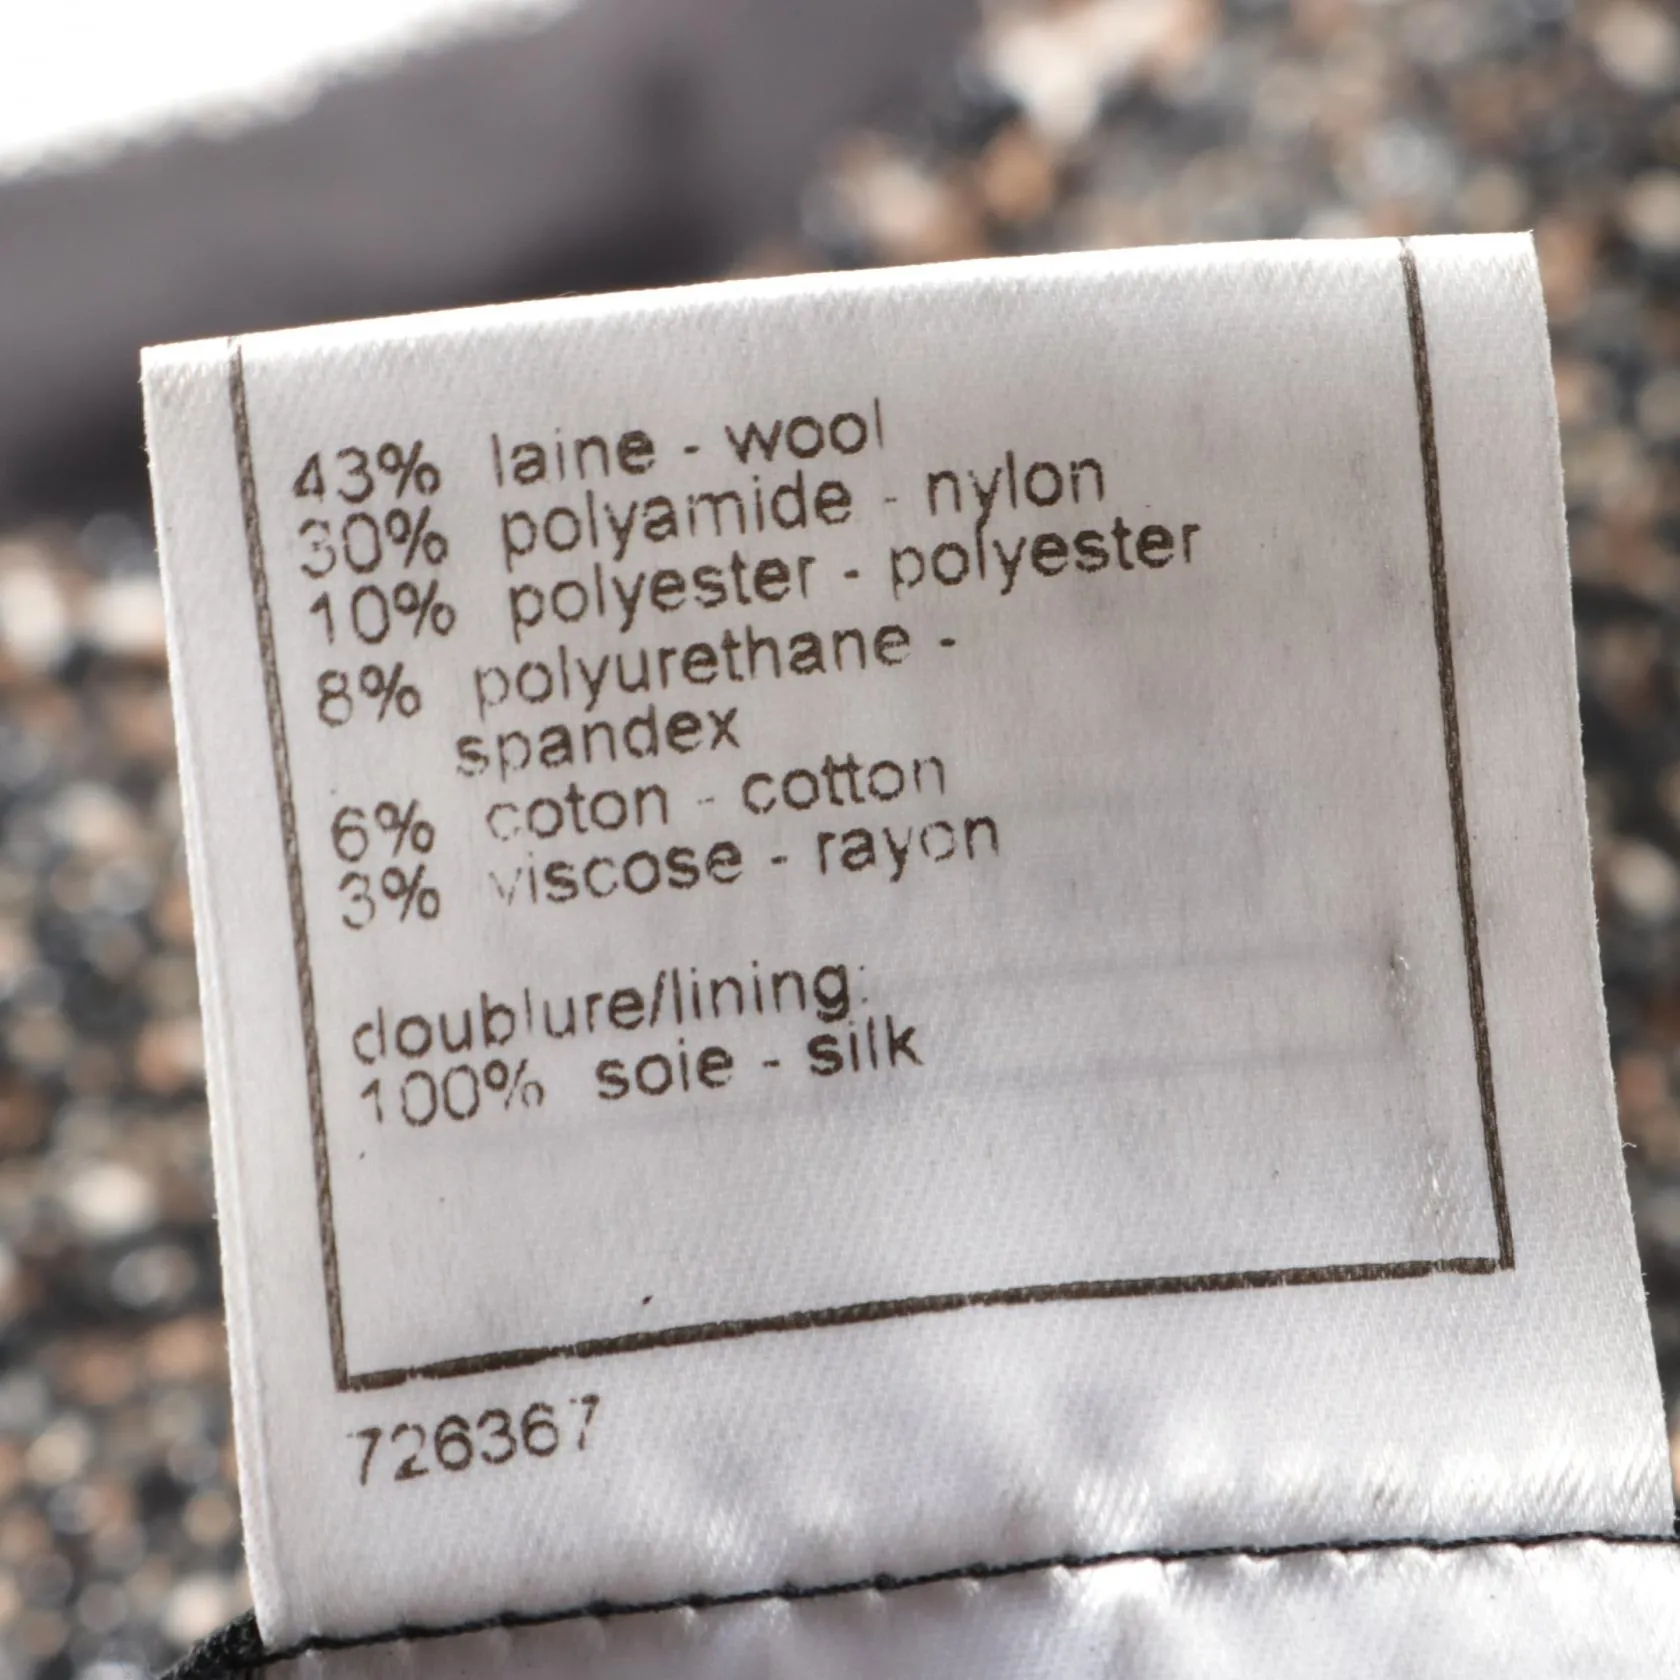 43% laine - wool
30% polyamide - nylon
10% polyester - polyester
8% polyurethane -
spandex
6% coton - cotton
3% viscose - rayon
doublure/lining:
100% soie - silk
726367